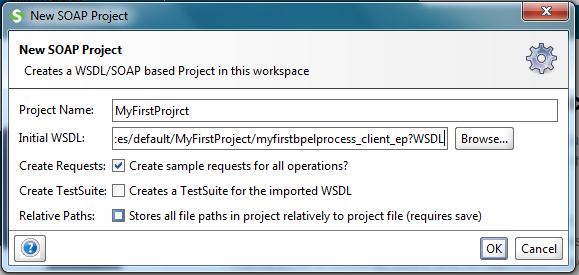 New SOAP Project
New SOAP Project
Creates a WSDL/SOAP based Project in this workspace
Project Name: MyFirstProjrct
Initial WSDL: :es/default/MyFirstProject/myfirstbpelprocess_client_ep?WSDL Browse...
Create Requests: Create sample requests for all operations?
Create TestSuite: Creates a TestSuite for the imported WSDL
Relative Paths: Stores all file paths in project relatively to project file (requires save)
? OK Cancel